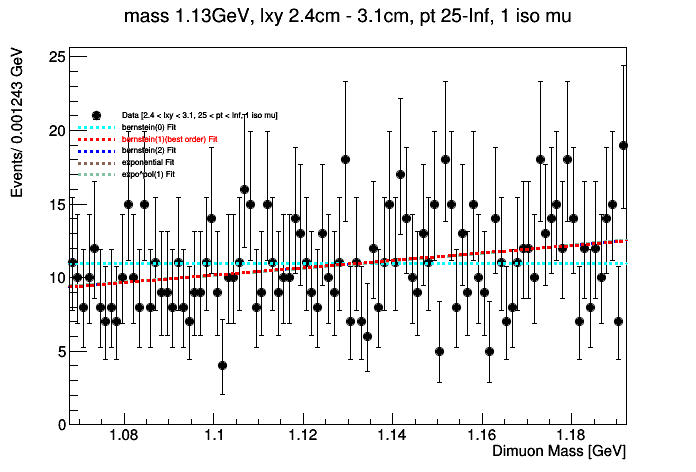 mass 1.13GeV, lxy 2.4cm - 3.1cm, pt 25-Inf, 1 iso mu
Events/ 0.001243 GeV
25
20
15
10
5
0
Data [2.4 < lxy < 3.1, 25 < pt < Inf, 1 iso mu]
bernstein(0) Fit
bernstein(1)(best order) Fit
bernstein(2) Fit
exponential Fit
expo*pol(1) Fit
1.08 1.1 1.12 1.14 1.16 1.18
Dimuon Mass [GeV]